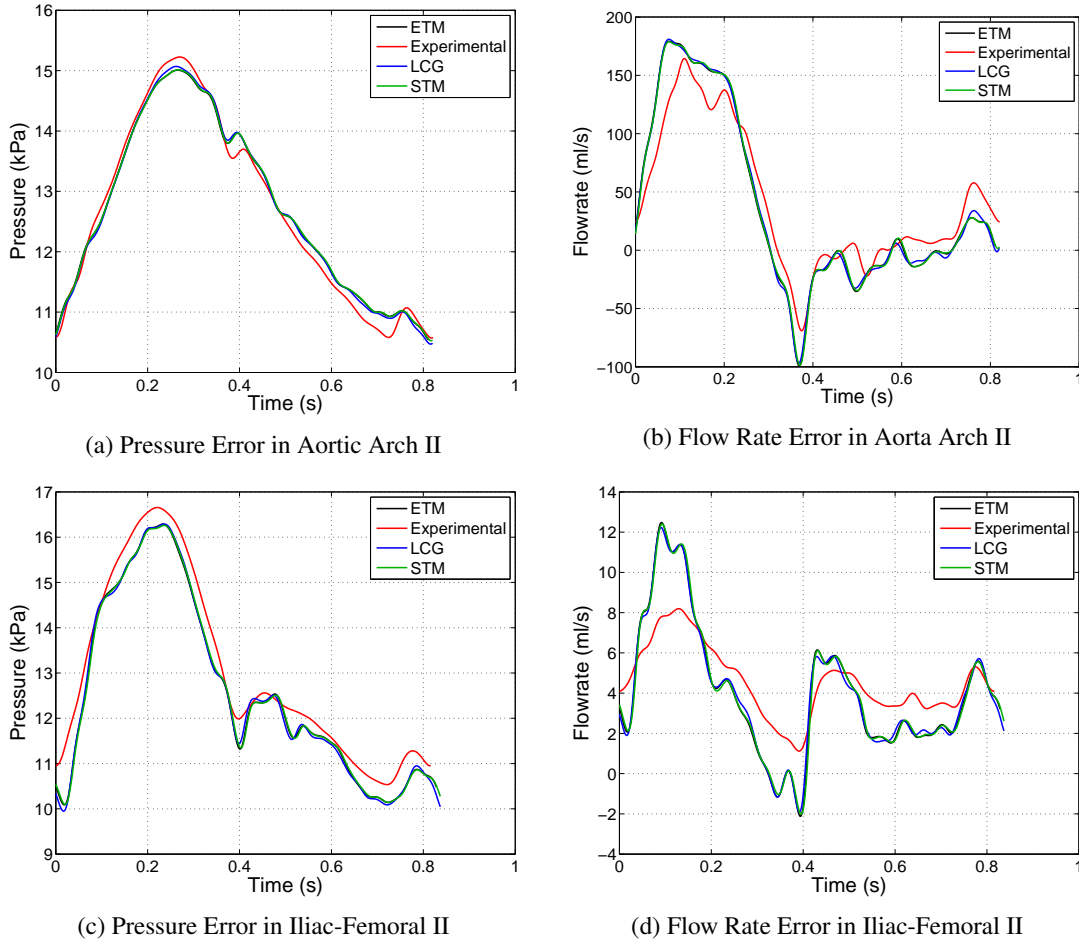 16
15
14
13
12
11
10
Pressure (kPa)
0
0.2
0.4
0.6
0.8
1
Time (s)
ETM
Experimental
LCG
STM
(a) Pressure Error in Aortic Arch II
200
150
100
50
0
−50
−100
Flowrate (ml/s)
0
0.2
0.4
0.6
0.8
1
Time (s)
ETM
Experimental
LCG
STM
(b) Flow Rate Error in Aorta Arch II
17
16
15
14
13
12
11
10
9
Pressure (kPa)
0
0.2
0.4
0.6
0.8
1
Time (s)
ETM
Experimental
LCG
STM
(c) Pressure Error in Iliac-Femoral II
14
12
10
8
6
4
2
0
−2
−4
Flowrate (ml/s)
0
0.2
0.4
0.6
0.8
1
Time (s)
ETM
Experimental
LCG
STM
(d) Flow Rate Error in Iliac-Femoral II